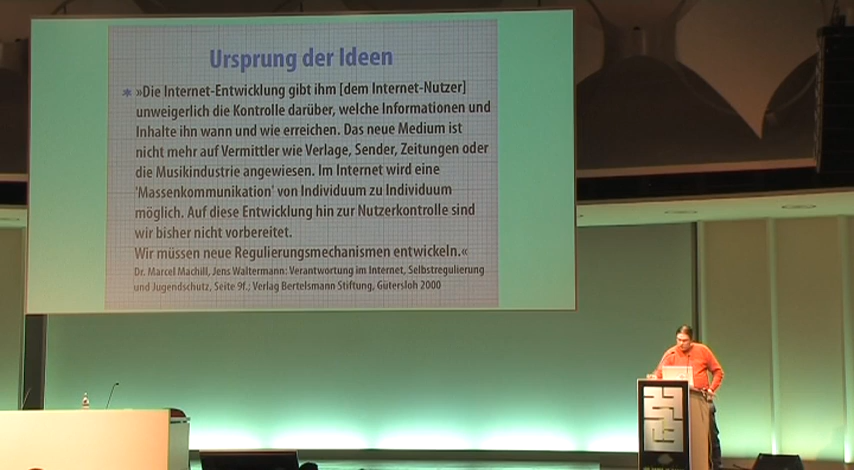 Ursprung der Ideen
»Die Internet-Entwicklung gibt ihm [dem Internet-Nutzer]
unweigerlich die Kontrolle darüber, welche Informationen und
Inhalte ihn wann und wie erreichen. Das neue Medium ist
nicht mehr auf Vermittler wie Verlage, Sender, Zeitungen oder
die Musikindustrie angewiesen. Im Internet wird eine
'Massenkommunikation' von Individuum zu Individuum
möglich. Auf diese Entwicklung hin zur Nutzerkontrolle sind
wir bisher nicht vorbereitet.
Wir müssen neue Regulierungsmechanismen entwickeln.«
Dr. Marcel Machill, Jens Waltermann: Verantwortung im Internet, Selbstregulierung
und Jugendschutz, Seite 9f.; Verlag Bertelsmann Stiftung, Gütersloh 2000